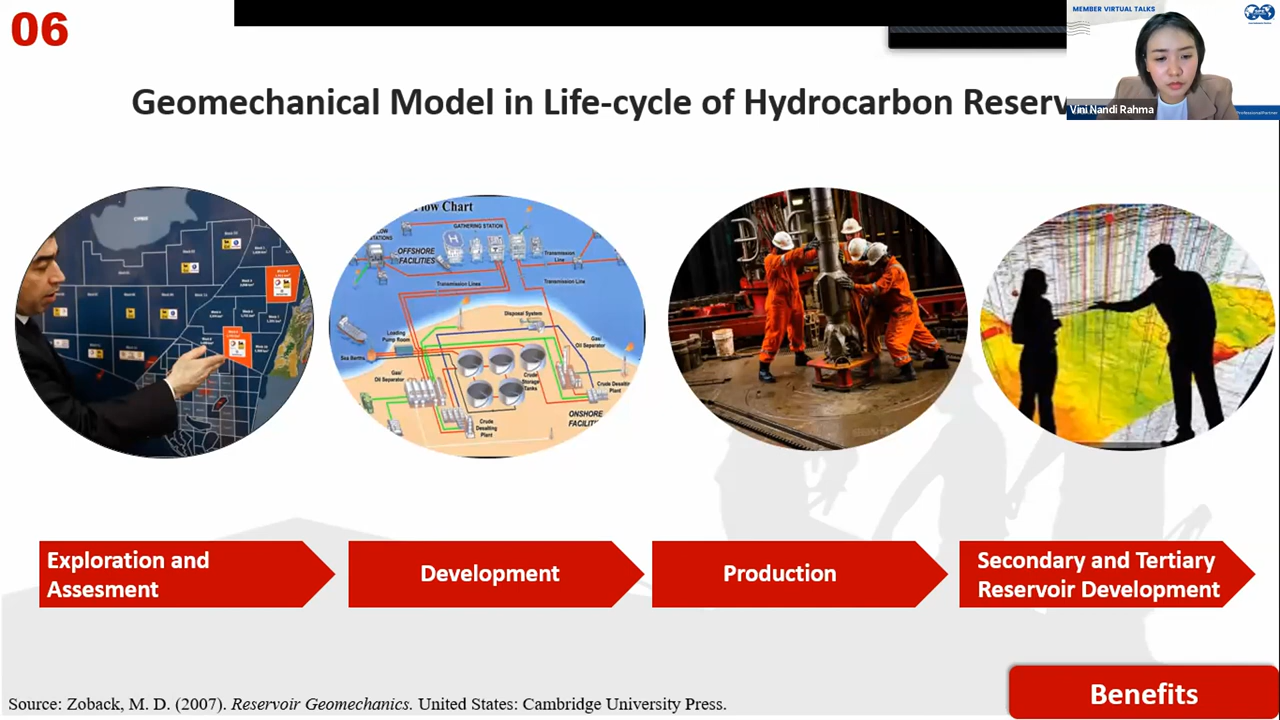 06
MEMBER VIRTUAL TALKS
Vini Nandi Rahma
Geomechanical Model in Life-cycle of Hydrocarbon Reserv
CYPRUS
low Chart
GATHERING STATION
OFFSHORE
FACILITIES
Transmission
Line
Transmission Lines
Transmission Line
Disposal System
Loading
Pump Room
Sea Berths
Gas/
Oil Separator
Gas/
Oil Separator
Crude
Storage
Tanks
Crude Desalting
Plant
Crude
Desalting
Plant
ONSHORE
FACILIT
Exploration and
Assesment
Development
Production
Secondary and Tertiary
Reservoir Development
Source: Zoback, M. D. (2007). Reservoir Geomechanics. United States: Cambridge University Press.
Benefits